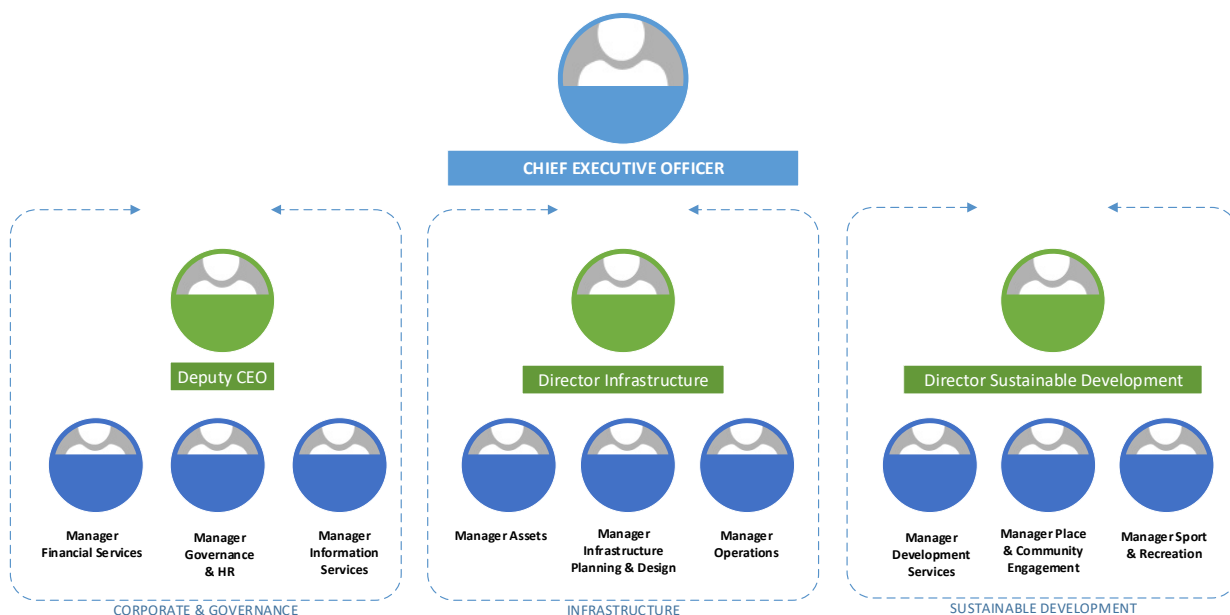 CHIEF EXECUTIVE OFFICER
Deputy CEO
Director Infrastructure
Director Sustainable Development
Manager
Financial Services
Manager
Governance
& HR
Manager
Information
Services
Manager Assets
Manager
Infrastructure
Planning & Design
Manager
Operations
Manager
Development
Services
Manager Place
& Community
Engagement
Manager Sport
& Recreation
CORPORATE & GOVERNANCE
INFRASTRUCTURE
SUSTAINABLE DEVELOPMENT